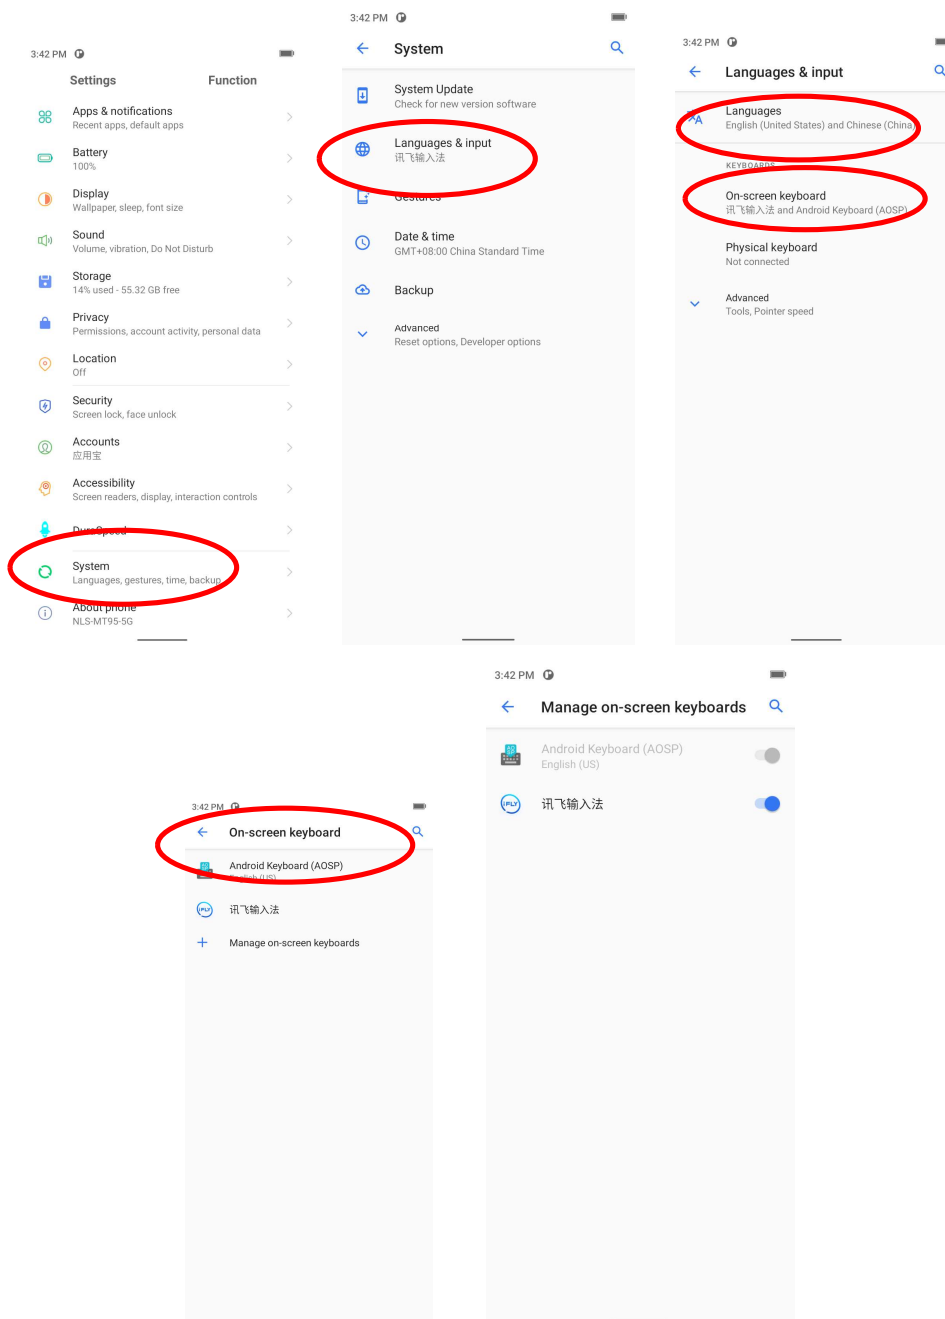 3:42 PM
Settings
Function
Apps & notifications
Recent apps, default apps
Battery
100%
Display
Wallpaper, sleep, font size
Sound
Volume, vibration, Do Not Disturb
Storage
14% used - 55.32 GB free
Privacy
Permissions, account activity, personal data
Location
Off
Security
Screen lock, face unlock
Accounts
应用宝
Accessibility
Screen readers, display, interaction controls
DuraSpeed
System
Languages, gestures, time, backup
About phone
NLS-MT95-5G
3:42 PM
System
System Update
Check for new version software
Languages & input
讯飞输入法
Gestures
Date & time
GMT+08:00 China Standard Time
Backup
Advanced
Reset options, Developer options
3:42 PM
Languages & input
Languages
English (United States) and Chinese (China)
KEYBOARDS
On-screen keyboard
讯飞输入法 and Android Keyboard (AOSP)
Physical keyboard
Not connected
Advanced
Tools, Pointer speed
3:42 PM
On-screen keyboard
Android Keyboard (AOSP)
English (US)
iFLY
讯飞输入法
Manage on-screen keyboards
3:42 PM
Manage on-screen keyboards
Android Keyboard (AOSP)
English (US)
iFLY
讯飞输入法